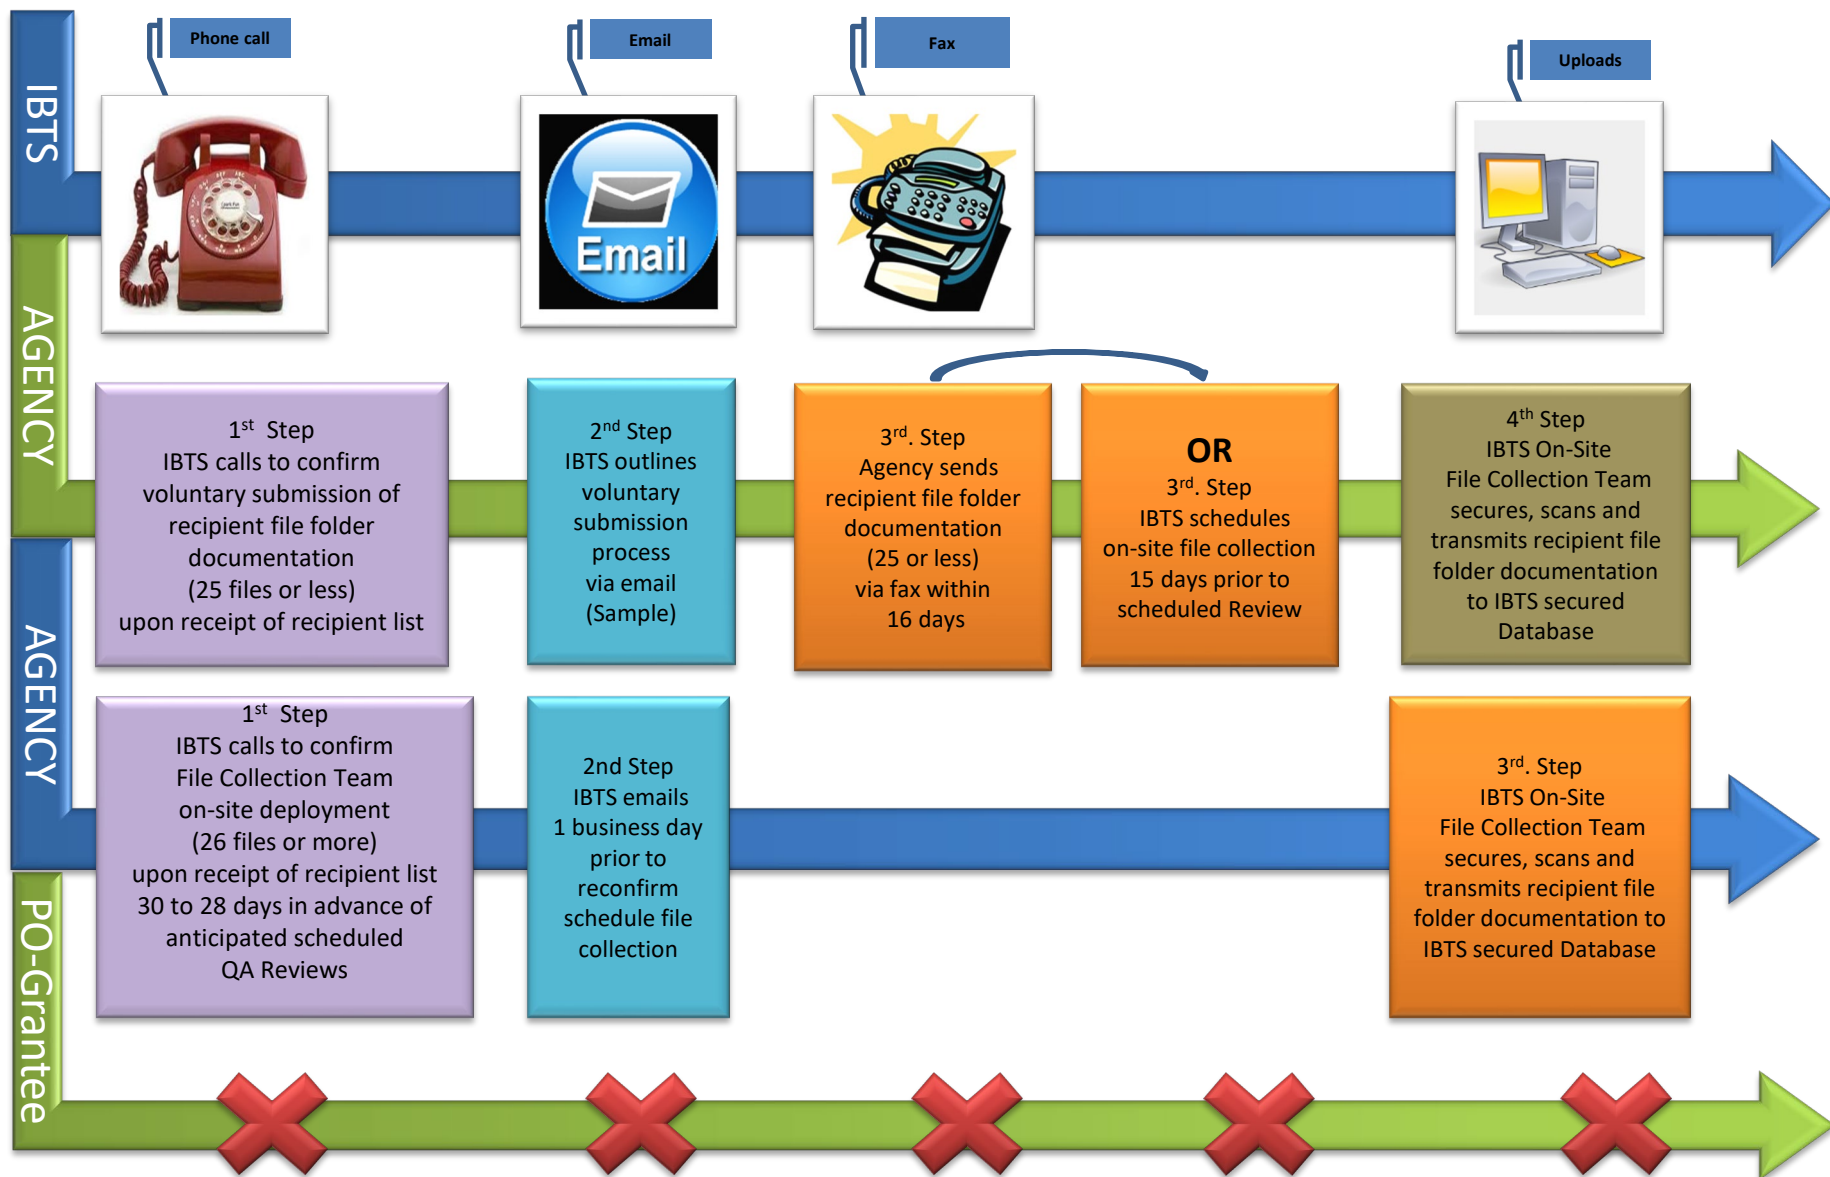 IBTS
Phone call
Email
Fax
Uploads
Email
AGENCY
1st Step
IBTS calls to confirm
voluntary submission of
recipient file folder
documentation
(25 files or less)
upon receipt of recipient list
2nd Step
IBTS outlines
voluntary
submission
process
via email
(Sample)
3rd. Step
Agency sends
recipient file folder
documentation
(25 or less)
via fax within
16 days
OR
3rd. Step
IBTS schedules
on-site file collection
15 days prior to
scheduled Review
4th Step
IBTS On-Site
File Collection Team
secures, scans and
transmits recipient file
folder documentation
to IBTS secured
Database
AGENCY
1st Step
IBTS calls to confirm
File Collection Team
on-site deployment
(26 files or more)
upon receipt of recipient list
30 to 28 days in advance of
anticipated scheduled
QA Reviews
2nd Step
IBTS emails
1 business day
prior to
reconfirm
schedule file
collection
3rd. Step
IBTS On-Site
File Collection Team
secures, scans and
transmits recipient file
folder documentation to
IBTS secured Database
PO-Grantee